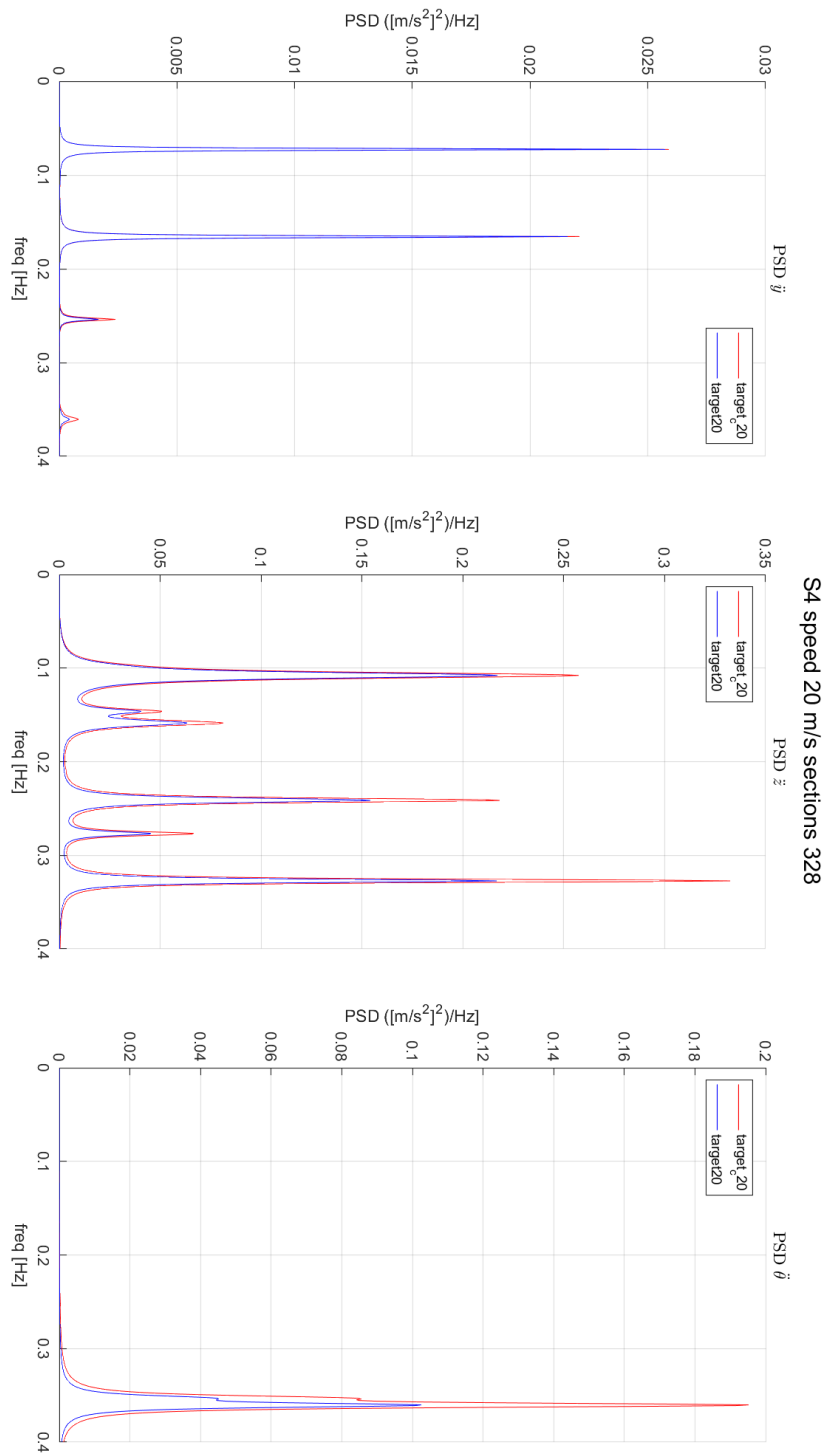 S4 speed 20 m/s sections 328
PSD ÿ
PSD ([m/s²]²)/Hz)
0.03
0.025
0.02
0.015
0.01
0.005
0
0 0.1 0.2 0.3 0.4
freq [Hz]
target_c20
target20
PSD z̈
PSD ([m/s²]²)/Hz)
0.35
0.3
0.25
0.2
0.15
0.1
0.05
0
0 0.1 0.2 0.3 0.4
freq [Hz]
target_c20
target20
PSD θ̈
PSD ([m/s²]²)/Hz)
0.2
0.18
0.16
0.14
0.12
0.1
0.08
0.06
0.04
0.02
0
0 0.1 0.2 0.3 0.4
freq [Hz]
target_c20
target20